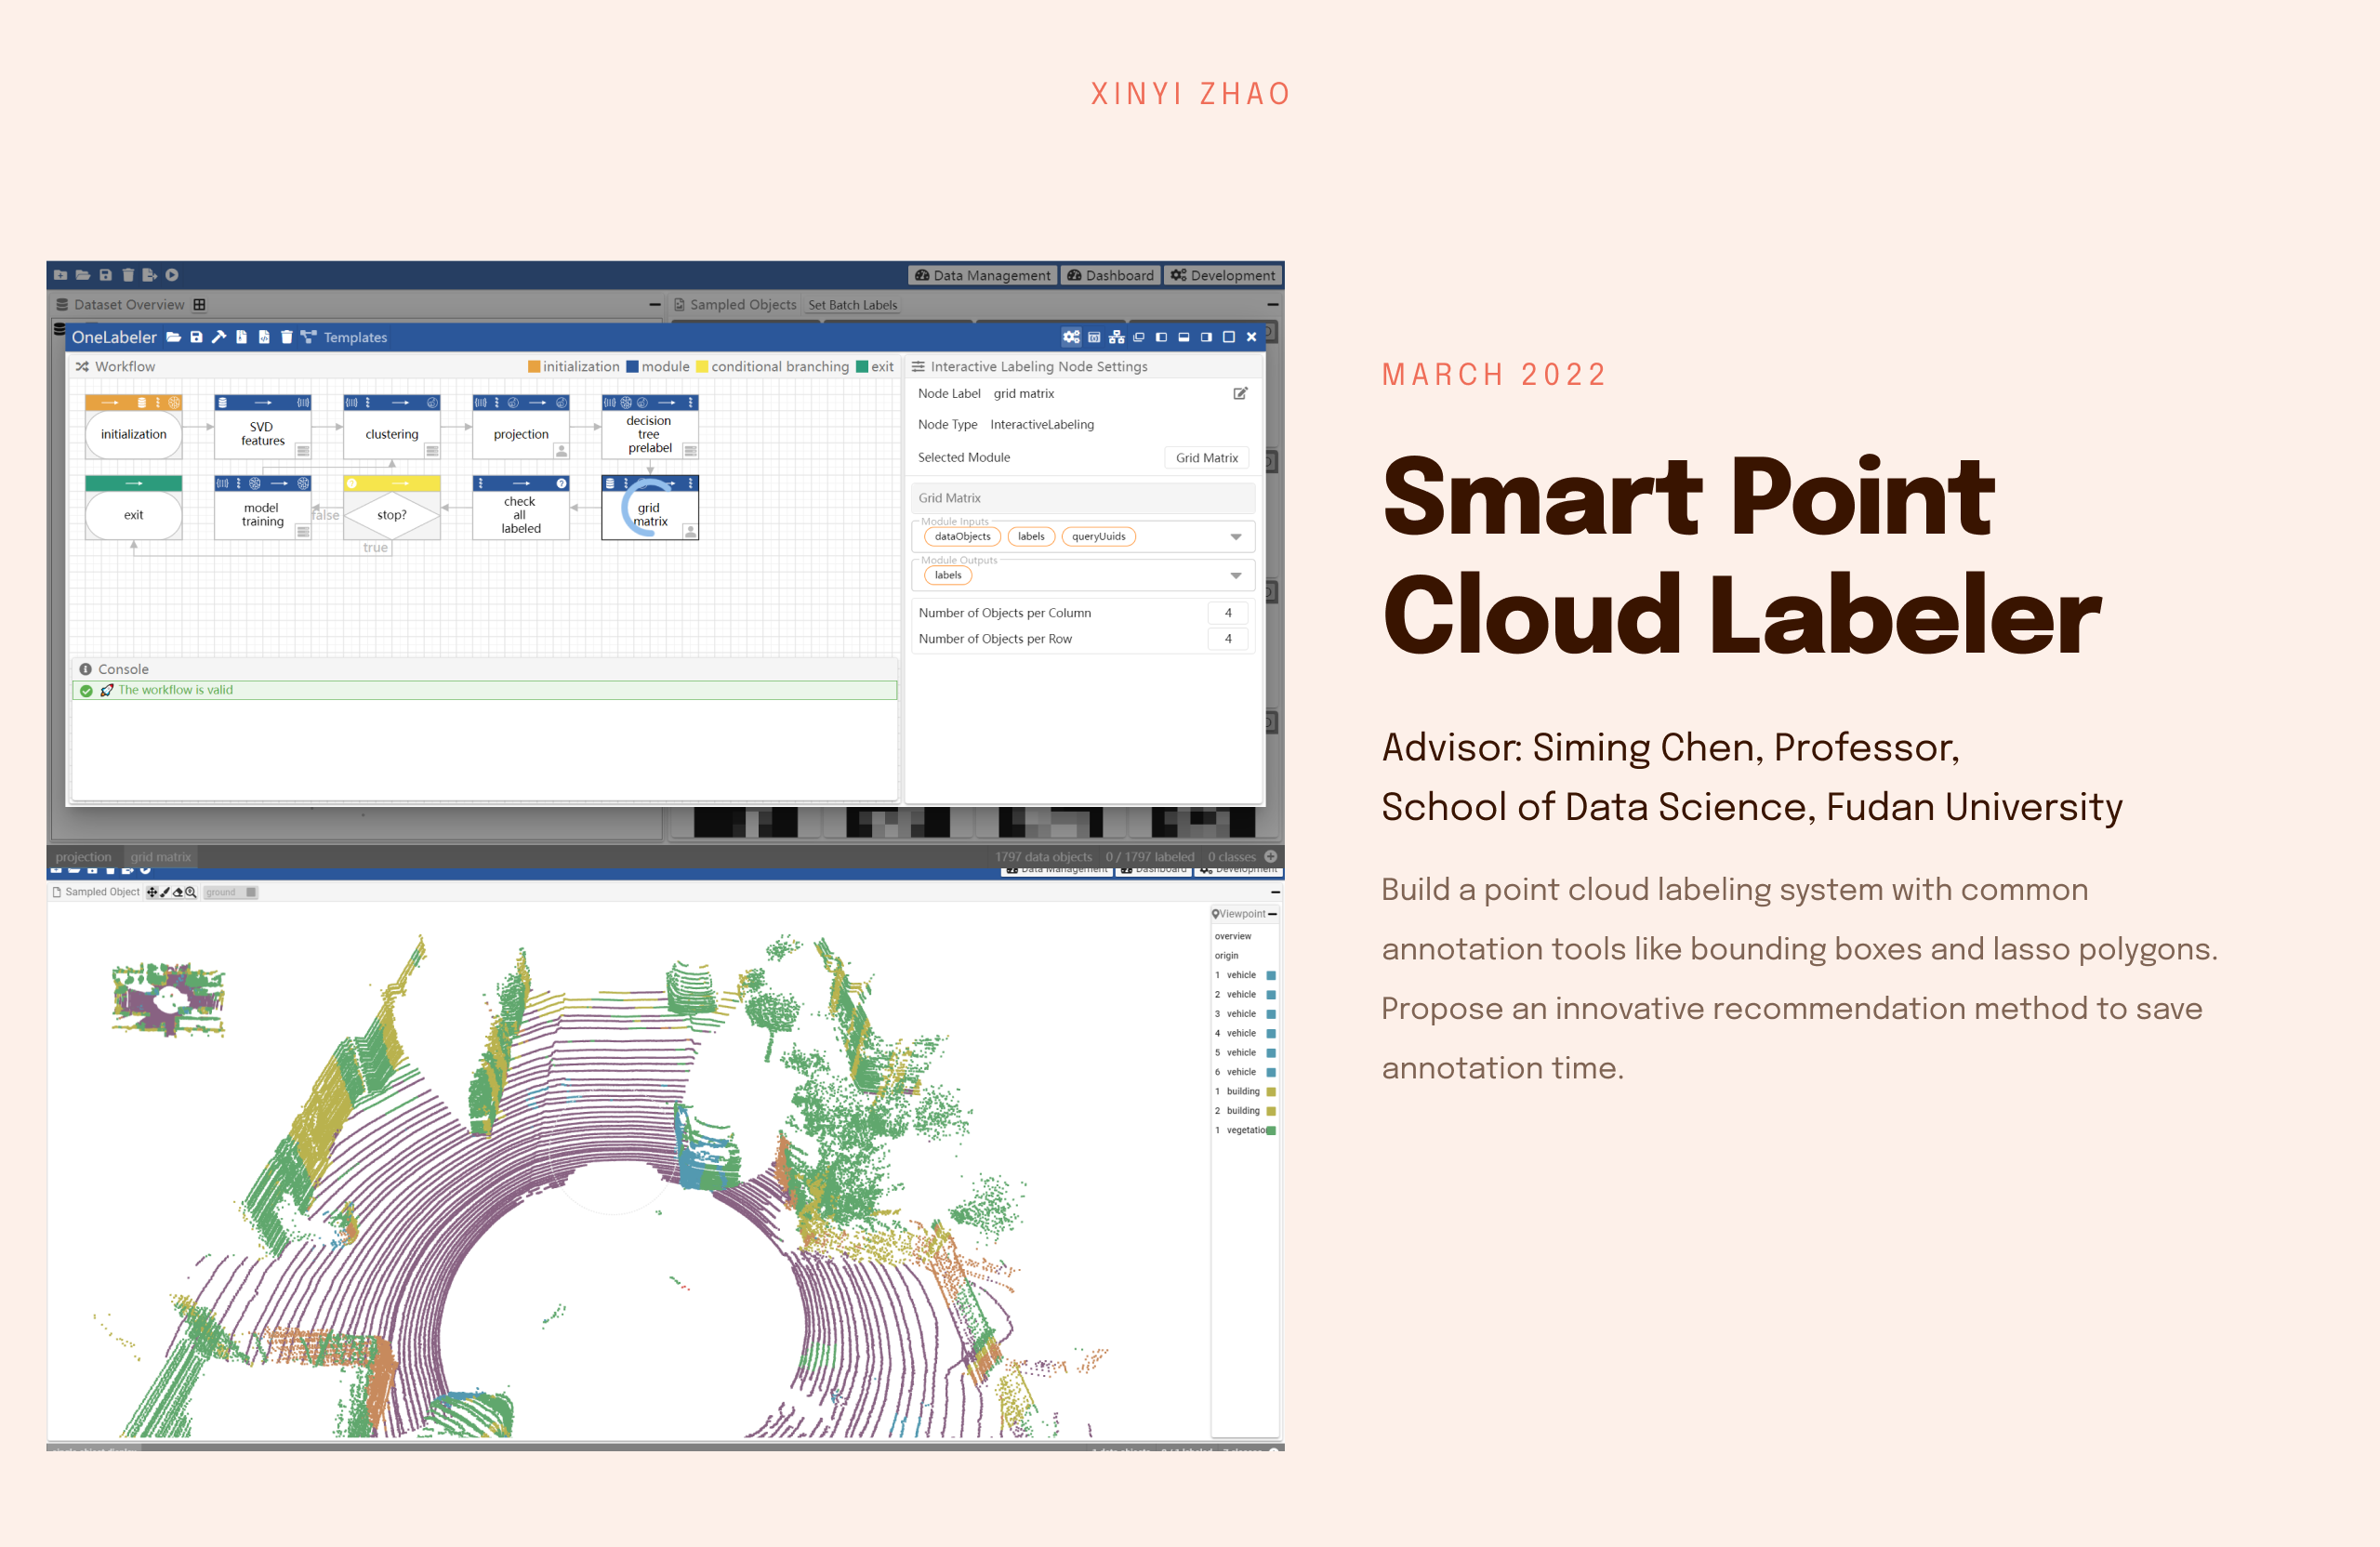 XINYI ZHAO
Data Management Dashboard Development
Dataset Overview
Sampled Objects Set Batch Labels
OneLabeler Templates
Workflow
initialization module conditional branching exit
initialization
SVD
features
clustering
projection
decision
tree
prelabel
exit
model
training
false
stop?
true
check
all
labeled
grid
matrix
Interactive Labeling Node Settings
Node Label grid matrix
Node Type InteractiveLabeling
Selected Module Grid Matrix
Grid Matrix
Module Inputs
dataObjects labels queryUuids
Module Outputs
labels
Number of Objects per Column 4
Number of Objects per Row 4
Console
The workflow is valid
projection grid matrix
1797 data objects 0 / 1797 labeled 0 classes
Data Management Dashboard Development
Sampled Object ground
Viewpoint
overview
origin
1 vehicle
2 vehicle
3 vehicle
4 vehicle
5 vehicle
6 vehicle
1 building
2 building
1 vegetatio
MARCH 2022
Smart Point
Cloud Labeler
Advisor: Siming Chen, Professor,
School of Data Science, Fudan University
Build a point cloud labeling system with common
annotation tools like bounding boxes and lasso polygons.
Propose an innovative recommendation method to save
annotation time.